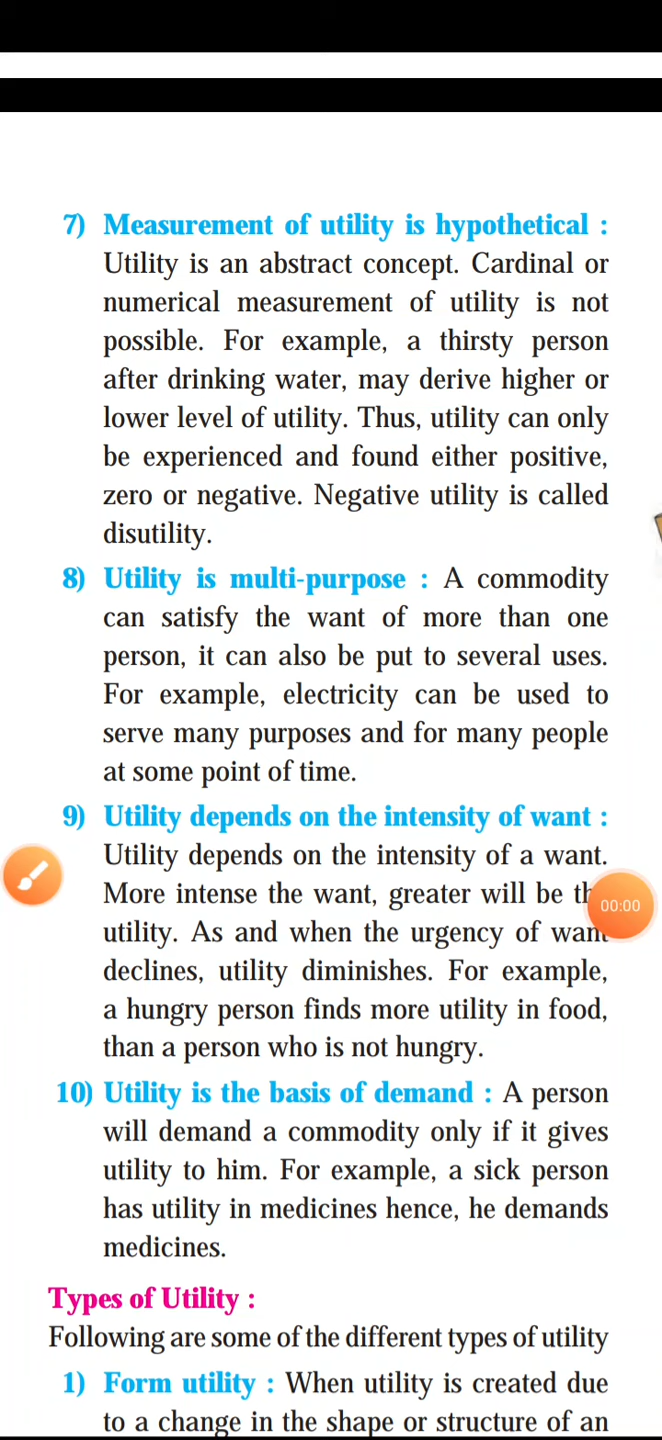 7) Measurement of utility is hypothetical :
Utility is an abstract concept. Cardinal or
numerical measurement of utility is not
possible. For example, a thirsty person
after drinking water, may derive higher or
lower level of utility. Thus, utility can only
be experienced and found either positive,
zero or negative. Negative utility is called
disutility.
8) Utility is multi-purpose : A commodity
can satisfy the want of more than one
person, it can also be put to several uses.
For example, electricity can be used to
serve many purposes and for many people
at some point of time.
9) Utility depends on the intensity of want :
Utility depends on the intensity of a want.
More intense the want, greater will be
00:00
utility. As and when the urgency of want
declines, utility diminishes. For example,
a hungry person finds more utility in food,
than a person who is not hungry.
10) Utility is the basis of demand : A person
will demand a commodity only if it gives
utility to him. For example, a sick person
has utility in medicines hence, he demands
medicines.
Types of Utility :
Following are some of the different types of utility
1) Form utility : When utility is created due
to a change in the shape or structure of an